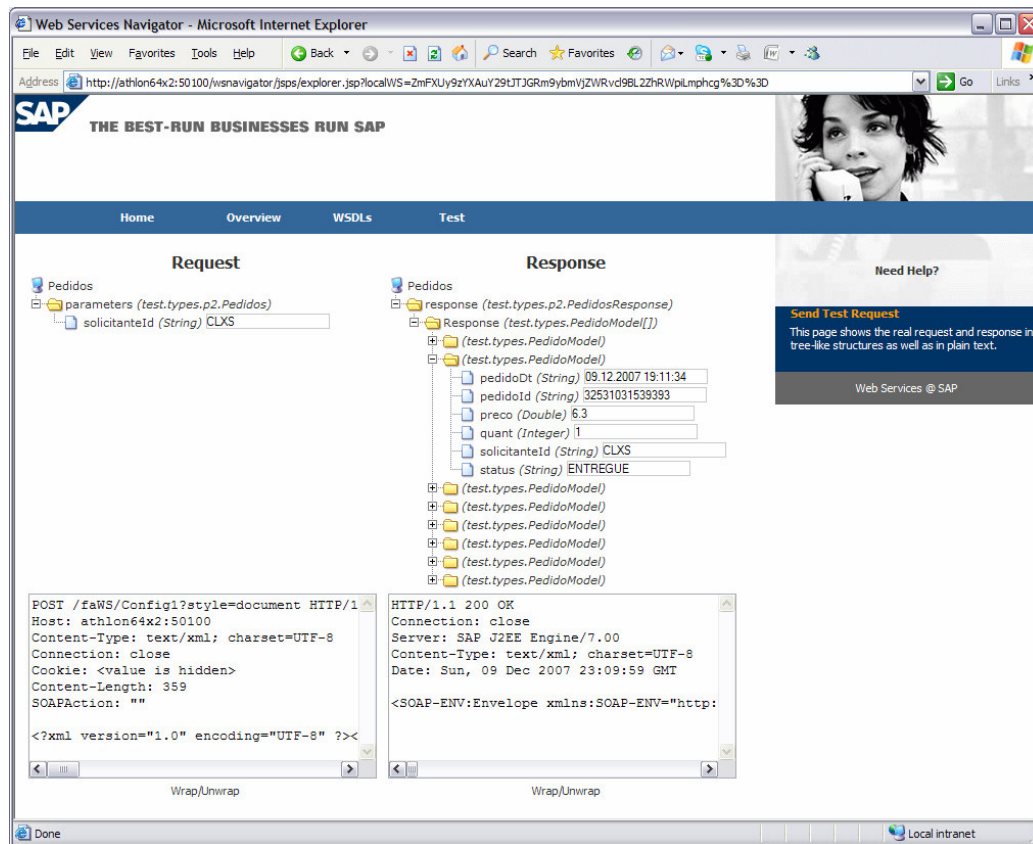 Web Services Navigator - Microsoft Internet Explorer
File Edit View Favorites Tools Help Back Search Favorites
Address http://athlon64x2:50100/wsnavigator/jsps/explorer.jsp?localWS=ZmFXUy9zYXAuY29tJTJGRm9ybmVjZWRvcd9BL2ZhRWpiLmphcg%3D%3D Go Links
SAP THE BEST-RUN BUSINESSES RUN SAP
Home Overview WSDLs Test
Request
Pedidos
parameters (test.types.p2.Pedidos)
solicitanteId (String) CLXS
Response
Pedidos
response (test.types.p2.PedidosResponse)
Response (test.types.PedidoModel[])
(test.types.PedidoModel)
(test.types.PedidoModel)
pedidoDt (String) 09.12.2007 19:11:34
pedidoId (String) 32531031539393
preco (Double) 6.3
quant (Integer) 1
solicitanteId (String) CLXS
status (String) ENTREGUE
(test.types.PedidoModel)
(test.types.PedidoModel)
(test.types.PedidoModel)
(test.types.PedidoModel)
(test.types.PedidoModel)
(test.types.PedidoModel)
Need Help?
Send Test Request
This page shows the real request and response in
tree-like structures as well as in plain text.
Web Services @ SAP
POST /faWS/Config1?style=document HTTP/1
Host: athlon64x2:50100
Content-Type: text/xml; charset=UTF-8
Connection: close
Cookie: <value is hidden>
Content-Length: 359
SOAPAction: ""
<?xml version="1.0" encoding="UTF-8" ?><
Wrap/Unwrap
HTTP/1.1 200 OK
Connection: close
Server: SAP J2EE Engine/7.00
Content-Type: text/xml; charset=UTF-8
Date: Sun, 09 Dec 2007 23:09:59 GMT
<SOAP-ENV:Envelope xmlns:SOAP-ENV="http:
Wrap/Unwrap
Done Local intranet